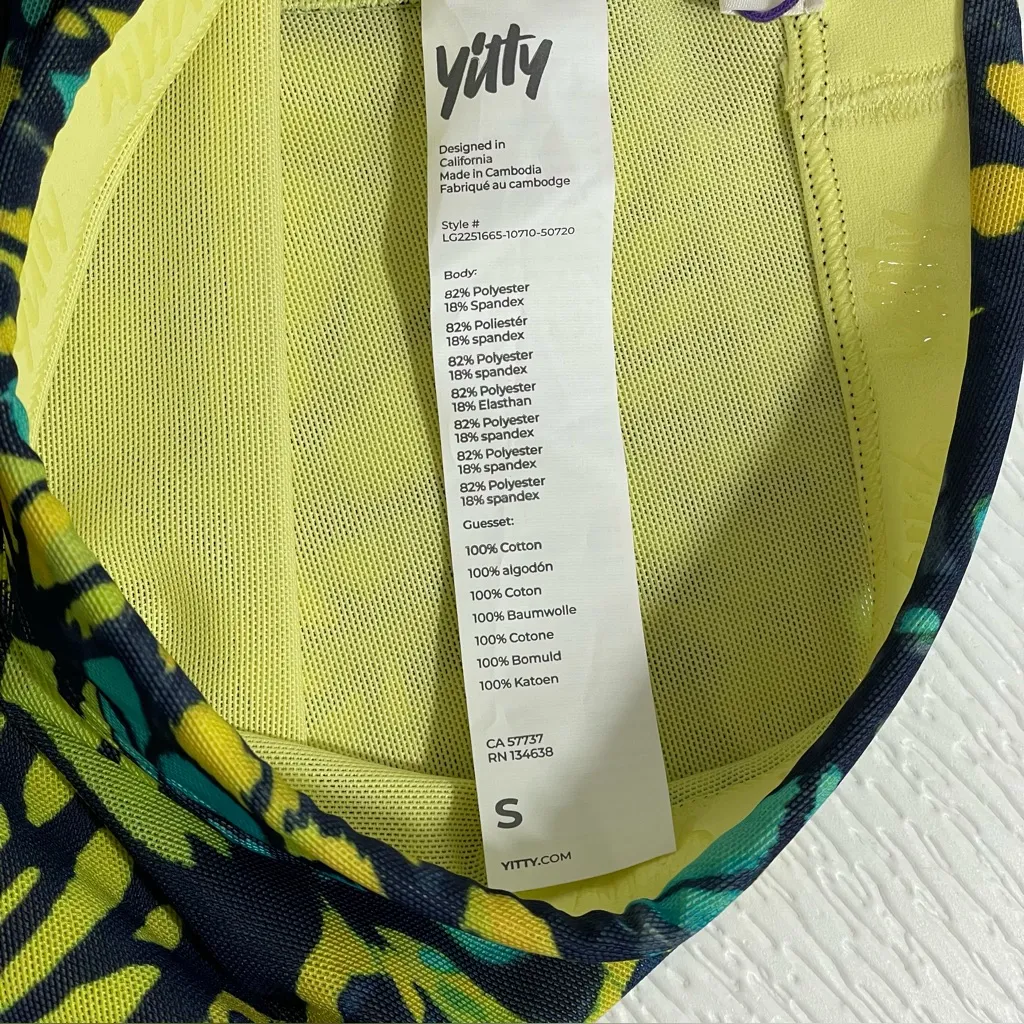 yitty
Designed in
California
Made in Cambodia
Fabriqué au cambodge
Style #
LG2251665-10710-50720
Body:
82% Polyester
18% Spandex
82% Poliestér
18% spandex
82% Polyester
18% spandex
82% Polyester
18% Elasthan
82% Polyester
18% spandex
82% Polyester
18% spandex
82% Polyester
18% spandex
Guesset:
100% Cotton
100% algodón
100% Coton
100% Baumwolle
100% Cotone
100% Bomuld
100% Katoen
CA 57737
RN 134638
S
YITTY.COM